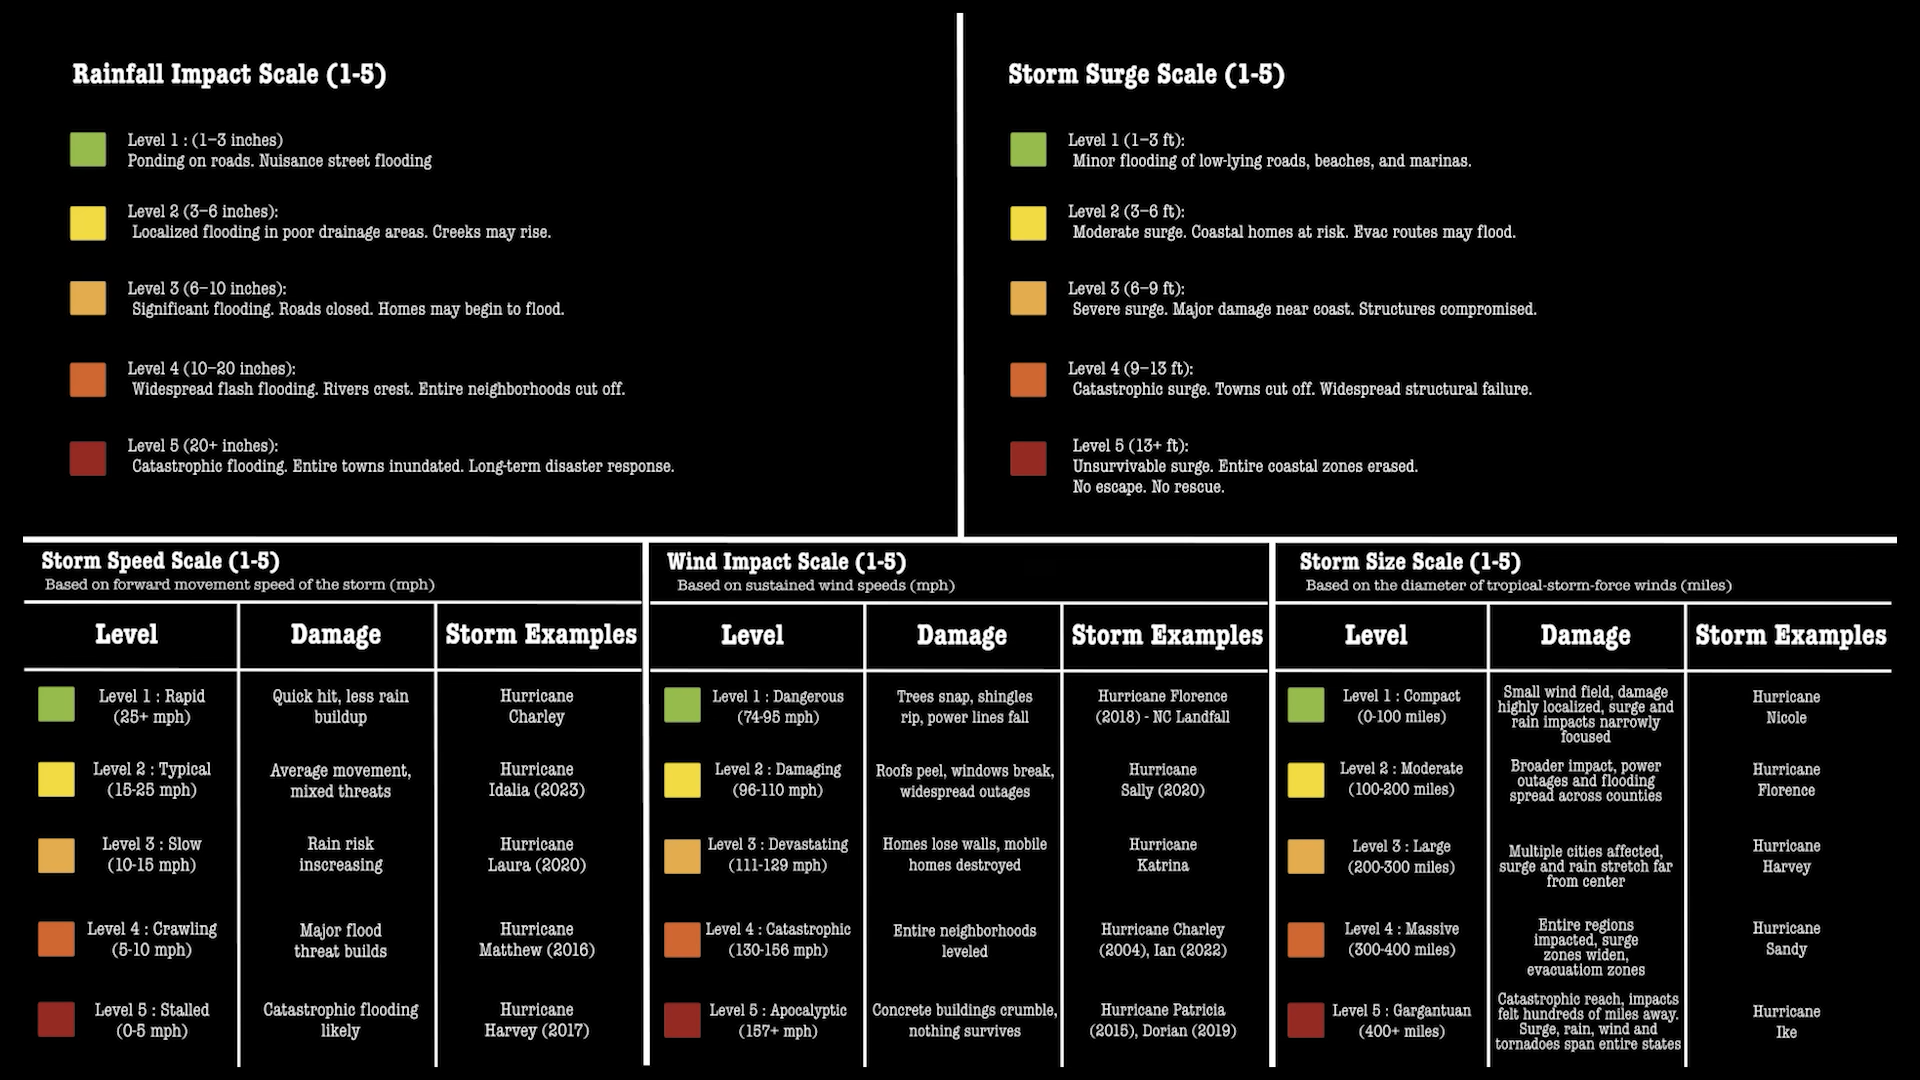 Rainfall Impact Scale (1-5)
Level 1 : (1–3 inches)
Ponding on roads. Nuisance street flooding
Level 2 (3–6 inches):
Localized flooding in poor drainage areas. Creeks may rise.
Level 3 (6–10 inches):
Significant flooding. Roads closed. Homes may begin to flood.
Level 4 (10–20 inches):
Widespread flash flooding. Rivers crest. Entire neighborhoods cut off.
Level 5 (20+ inches):
Catastrophic flooding. Entire towns inundated. Long-term disaster response.
Storm Surge Scale (1-5)
Level 1 (1–3 ft):
Minor flooding of low-lying roads, beaches, and marinas.
Level 2 (3–6 ft):
Moderate surge. Coastal homes at risk. Evac routes may flood.
Level 3 (6–9 ft):
Severe surge. Major damage near coast. Structures compromised.
Level 4 (9–13 ft):
Catastrophic surge. Towns cut off. Widespread structural failure.
Level 5 (13+ ft):
Unsurvivable surge. Entire coastal zones erased.
No escape. No rescue.
Storm Speed Scale (1-5)
Based on forward movement speed of the storm (mph)
Level
Damage
Storm Examples
Level 1 : Rapid
(25+ mph)
Quick hit, less rain
buildup
Hurricane
Charley
Level 2 : Typical
(15-25 mph)
Average movement,
mixed threats
Hurricane
Idalia (2023)
Level 3 : Slow
(10-15 mph)
Rain risk
inscreasing
Hurricane
Laura (2020)
Level 4 : Crawling
(5-10 mph)
Major flood
threat builds
Hurricane
Matthew (2016)
Level 5 : Stalled
(0-5 mph)
Catastrophic flooding
likely
Hurricane
Harvey (2017)
Wind Impact Scale (1-5)
Based on sustained wind speeds (mph)
Level
Damage
Storm Examples
Level 1 : Dangerous
(74-95 mph)
Trees snap, shingles
rip, power lines fall
Hurricane Florence
(2018) - NC Landfall
Level 2 : Damaging
(96-110 mph)
Roofs peel, windows break,
widespread outages
Hurricane
Sally (2020)
Level 3 : Devastating
(111-129 mph)
Homes lose walls, mobile
homes destroyed
Hurricane
Katrina
Level 4 : Catastrophic
(130-156 mph)
Entire neighborhoods
leveled
Hurricane Charley
(2004), Ian (2022)
Level 5 : Apocalyptic
(157+ mph)
Concrete buildings crumble,
nothing survives
Hurricane Patricia
(2015), Dorian (2019)
Storm Size Scale (1-5)
Based on the diameter of tropical-storm-force winds (miles)
Level
Damage
Storm Examples
Level 1 : Compact
(0-100 miles)
Small wind field, damage
highly localized, surge and
rain impacts narrowly
focused
Hurricane
Nicole
Level 2 : Moderate
(100-200 miles)
Broader impact, power
outages and flooding
spread across counties
Hurricane
Florence
Level 3 : Large
(200-300 miles)
Multiple cities affected,
surge and rain stretch far
from center
Hurricane
Harvey
Level 4 : Massive
(300-400 miles)
Entire regions
impacted, surge
zones widen,
evacuatiom zones
Hurricane
Sandy
Level 5 : Gargantuan
(400+ miles)
Catastrophic reach, impacts
felt hundreds of miles away.
Surge, rain, wind and
tornadoes span entire states
Hurricane
Ike